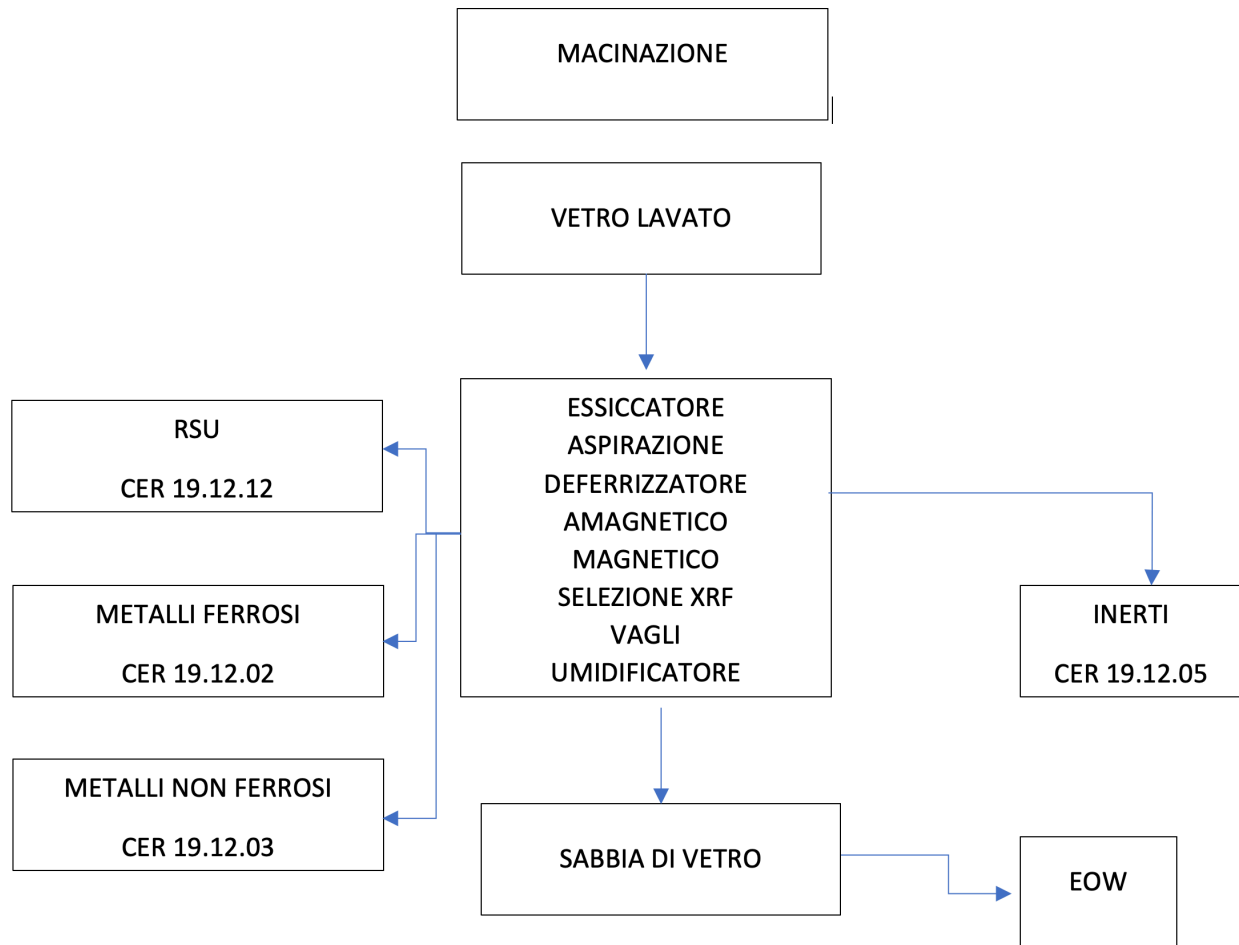 MACINAZIONE
VETRO LAVATO
ESSICCATORE
ASPIRAZIONE
DEFERRIZZATORE
AMAGNETICO
MAGNETICO
SELEZIONE XRF
VAGLI
UMIDIFICATORE
RSU
CER 19.12.12
METALLI FERROSI
CER 19.12.02
METALLI NON FERROSI
CER 19.12.03
INERTI
CER 19.12.05
SABBIA DI VETRO
EOW